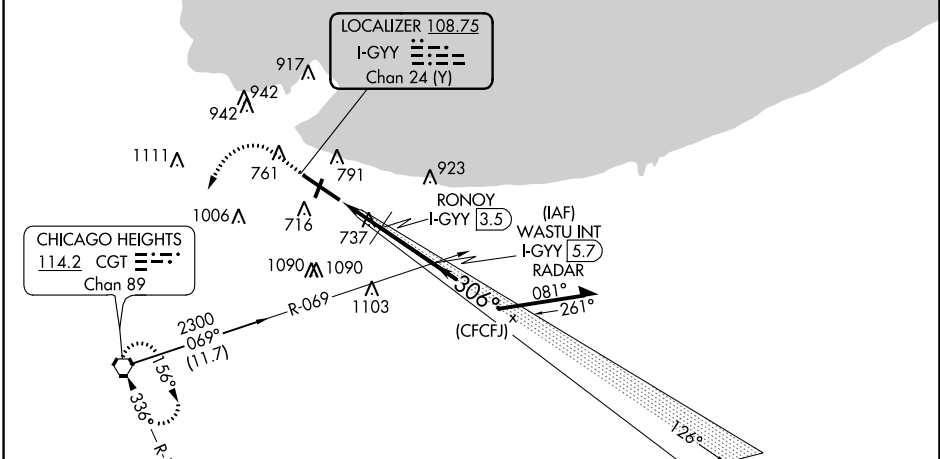 LOCALIZER 108.75
I-GYY
Chan 24 (Y)
917
942
942
1111
761
791
923
1006
716
737
RONOY
I-GYY 3.5
(IAF)
WASTU INT
I-GYY 5.7
RADAR
CHICAGO HEIGHTS
114.2 CGT
Chan 89
1090
1090
1103
306°
081°
261°
(CFCFJ)
R-069
2300
069°
(11.7)
156°
336°
R-
126°
x